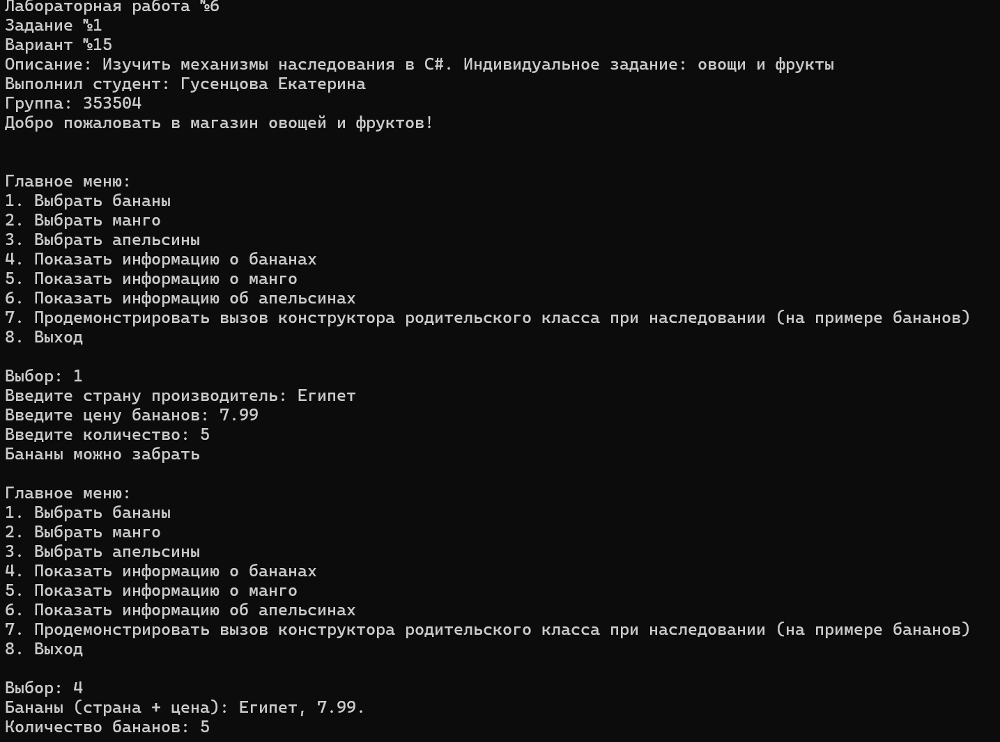 Лабораторная работа №6
Задание №1
Вариант №15
Описание: Изучить механизмы наследования в C#. Индивидуальное задание: овощи и фрукты
Выполнил студент: Гусенцова Екатерина
Группа: 353504
Добро пожаловать в магазин овощей и фруктов!
Главное меню:
1. Выбрать бананы
2. Выбрать манго
3. Выбрать апельсины
4. Показать информацию о бананах
5. Показать информацию о манго
6. Показать информацию об апельсинах
7. Продемонстрировать вызов конструктора родительского класса при наследовании (на примере бананов)
8. Выход
Выбор: 1
Введите страну производитель: Египет
Введите цену бананов: 7.99
Введите количество: 5
Бананы можно забрать
Главное меню:
1. Выбрать бананы
2. Выбрать манго
3. Выбрать апельсины
4. Показать информацию о бананах
5. Показать информацию о манго
6. Показать информацию об апельсинах
7. Продемонстрировать вызов конструктора родительского класса при наследовании (на примере бананов)
8. Выход
Выбор: 4
Бананы (страна + цена): Египет, 7.99.
Количество бананов: 5